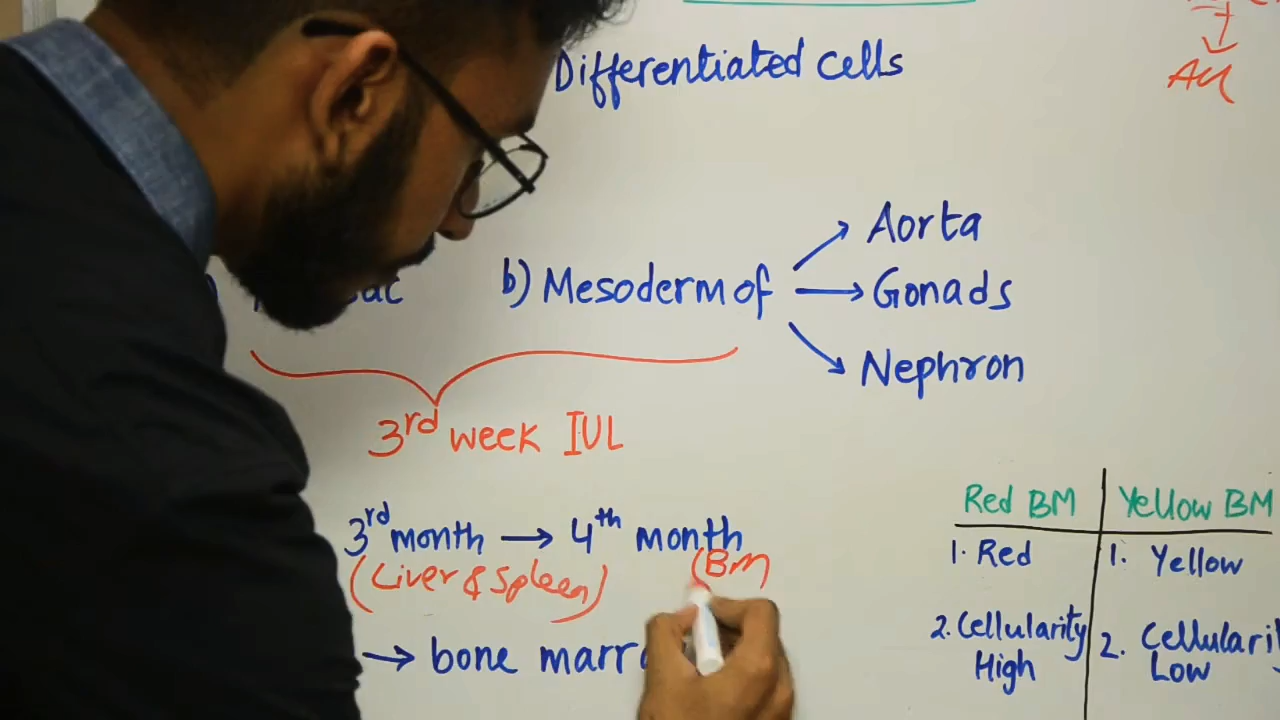 Differentiated cells
b) Mesoderm of
Aorta
Gonads
Nephron
3rd week IUL
3rd month → 4th month
(Liver & Spleen)
(BM
→ bone marr
Red BM
Yellow BM
1. Red
1. Yellow
2. Cellularity
High
2. Cellulari
Low